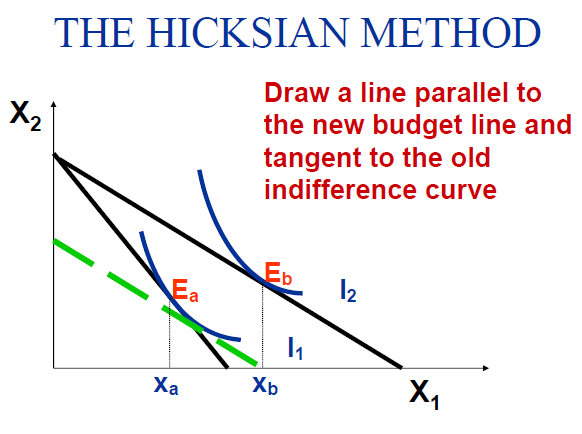 THE HICKSIAN METHOD
Draw a line parallel to
the new budget line and
tangent to the old
indifference curve
X2
Ea
Eb
I2
I1
xa
xb
X1